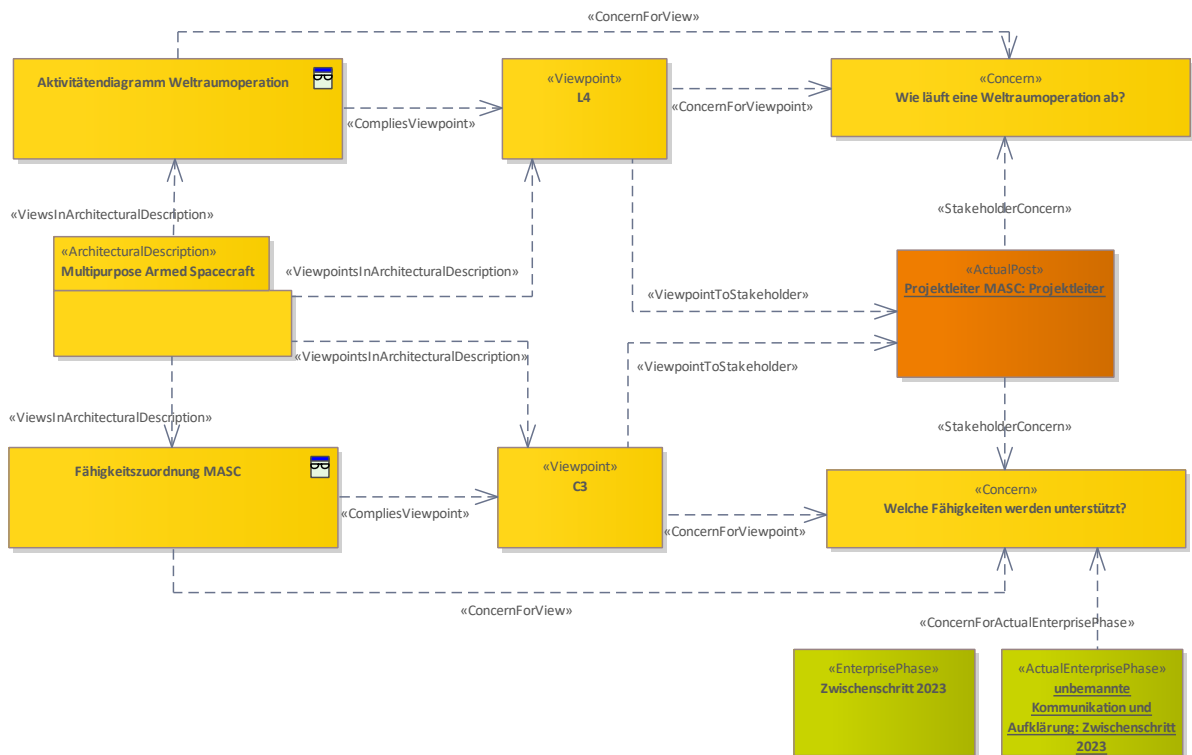 «ConcernForView»
Aktivitätendiagramm Weltraumoperation
«Viewpoint»
L4
«Concern»
Wie läuft eine Weltraumoperation ab?
«CompliesViewpoint»
«ConcernForViewpoint»
«ViewsInArchitecturalDescription»
«StakeholderConcern»
«ArchitecturalDescription»
Multipurpose Armed Spacecraft
«ViewpointsInArchitecturalDescription»
«ActualPost»
Projektleiter MASC: Projektleiter
«ViewpointToStakeholder»
«ViewpointsInArchitecturalDescription»
«ViewpointToStakeholder»
«ViewsInArchitecturalDescription»
«StakeholderConcern»
Fähigkeitszuordnung MASC
«Viewpoint»
C3
«Concern»
Welche Fähigkeiten werden unterstützt?
«CompliesViewpoint»
«ConcernForViewpoint»
«ConcernForView»
«ConcernForActualEnterprisePhase»
«EnterprisePhase»
Zwischenschritt 2023
«ActualEnterprisePhase»
unbemannte
Kommunikation und
Aufklärung: Zwischenschritt
2023